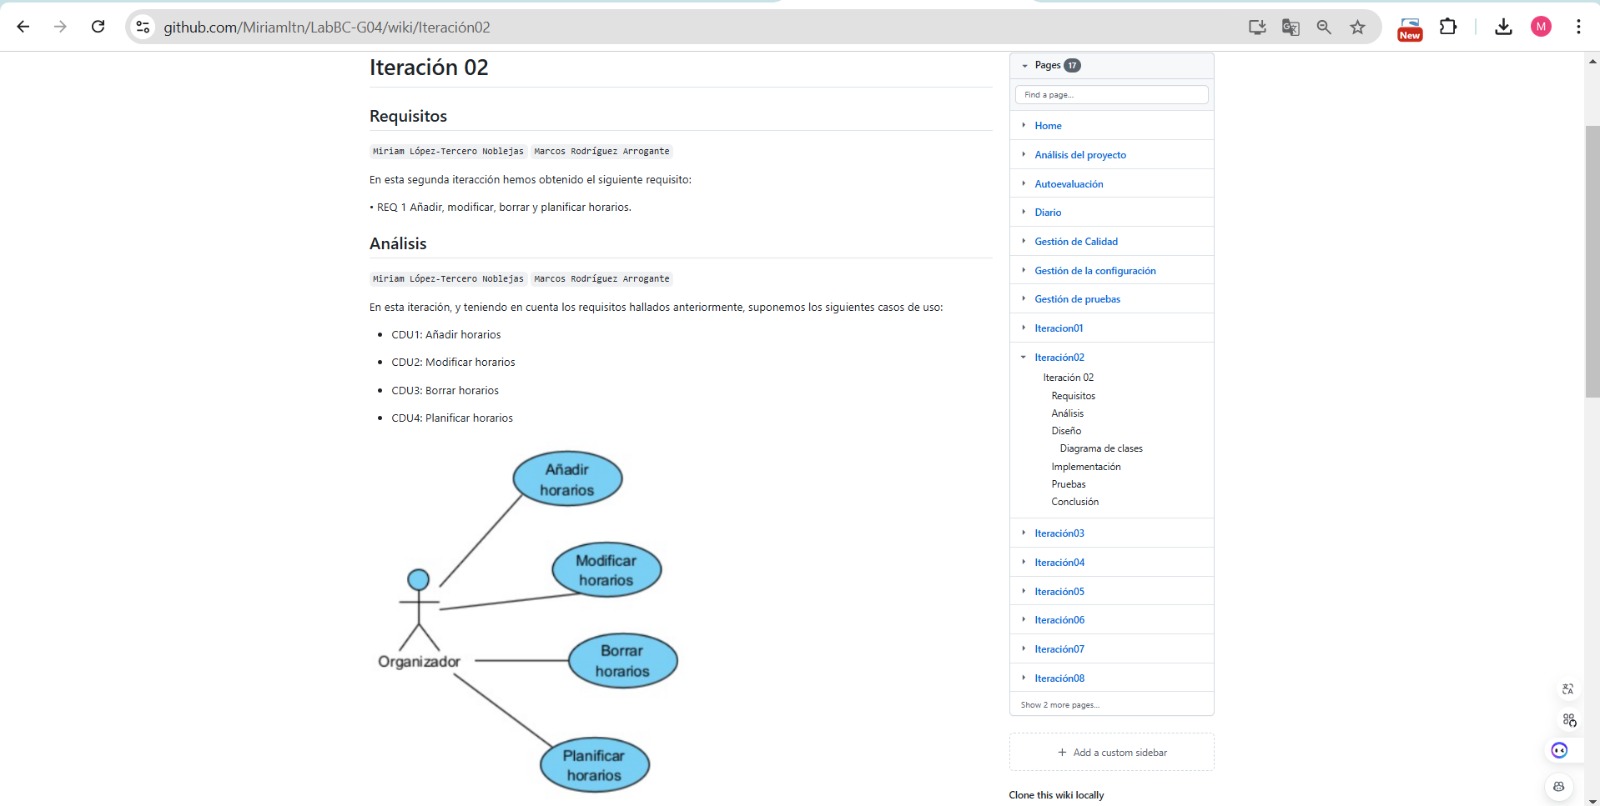 github.com/Miriamltn/LabBC-G04/wiki/Iteración02
New
M
Iteración 02
Requisitos
Miriam López-Tercero Noblejas Marcos Rodríguez Arrogante
En esta segunda iteracción hemos obtenido el siguiente requisito:
• REQ 1 Añadir, modificar, borrar y planificar horarios.
Análisis
Miriam López-Tercero Noblejas Marcos Rodríguez Arrogante
En esta iteración, y teniendo en cuenta los requisitos hallados anteriormente, suponemos los siguientes casos de uso:
• CDU1: Añadir horarios
• CDU2: Modificar horarios
• CDU3: Borrar horarios
• CDU4: Planificar horarios
Añadir
horarios
Modificar
horarios
Organizador
Borrar
horarios
Planificar
horarios
Pages 17
Find a page...
Home
Análisis del proyecto
Autoevaluación
Diario
Gestión de Calidad
Gestión de la configuración
Gestión de pruebas
Iteracion01
Iteración02
Iteración 02
Requisitos
Análisis
Diseño
Diagrama de clases
Implementación
Pruebas
Conclusión
Iteración03
Iteración04
Iteración05
Iteración06
Iteración07
Iteración08
Show 2 more pages...
+ Add a custom sidebar
Clone this wiki locally